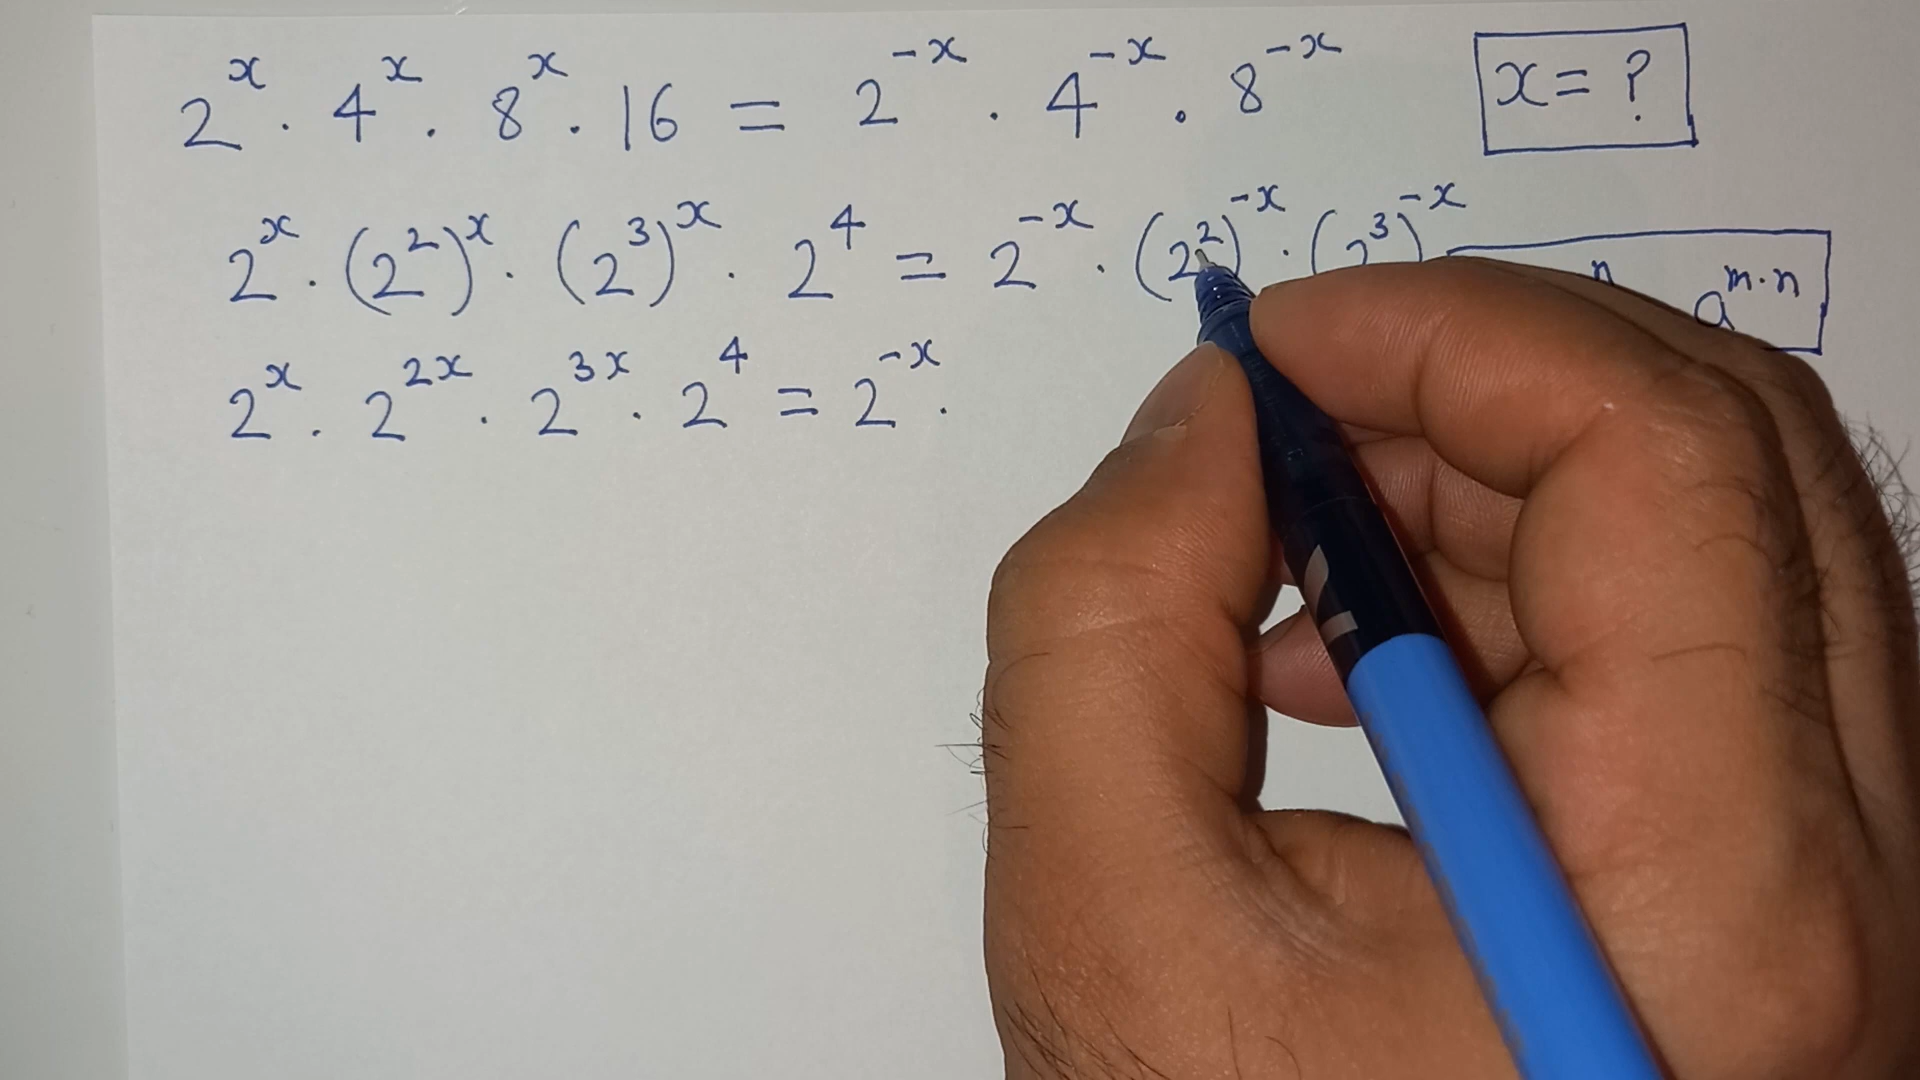 2^x · 4^x · 8^x · 16 = 2^-x · 4^-x · 8^-x
x = ?
2^x · (2^2)^x · (2^3)^x · 2^4 = 2^-x · (2^2)^-x · (2^3)^-x
n a^m·n
2^x · 2^2x · 2^3x · 2^4 = 2^-x ·